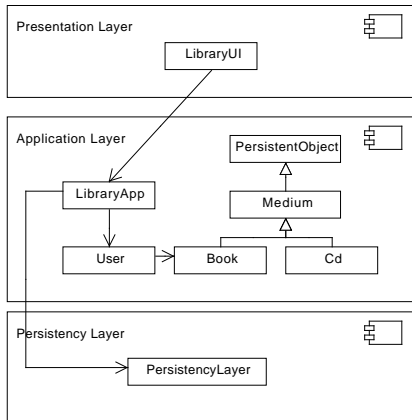 Presentation Layer
LibraryUI
Application Layer
PersistentObject
LibraryApp
Medium
User
Book
Cd
Persistency Layer
PersistencyLayer